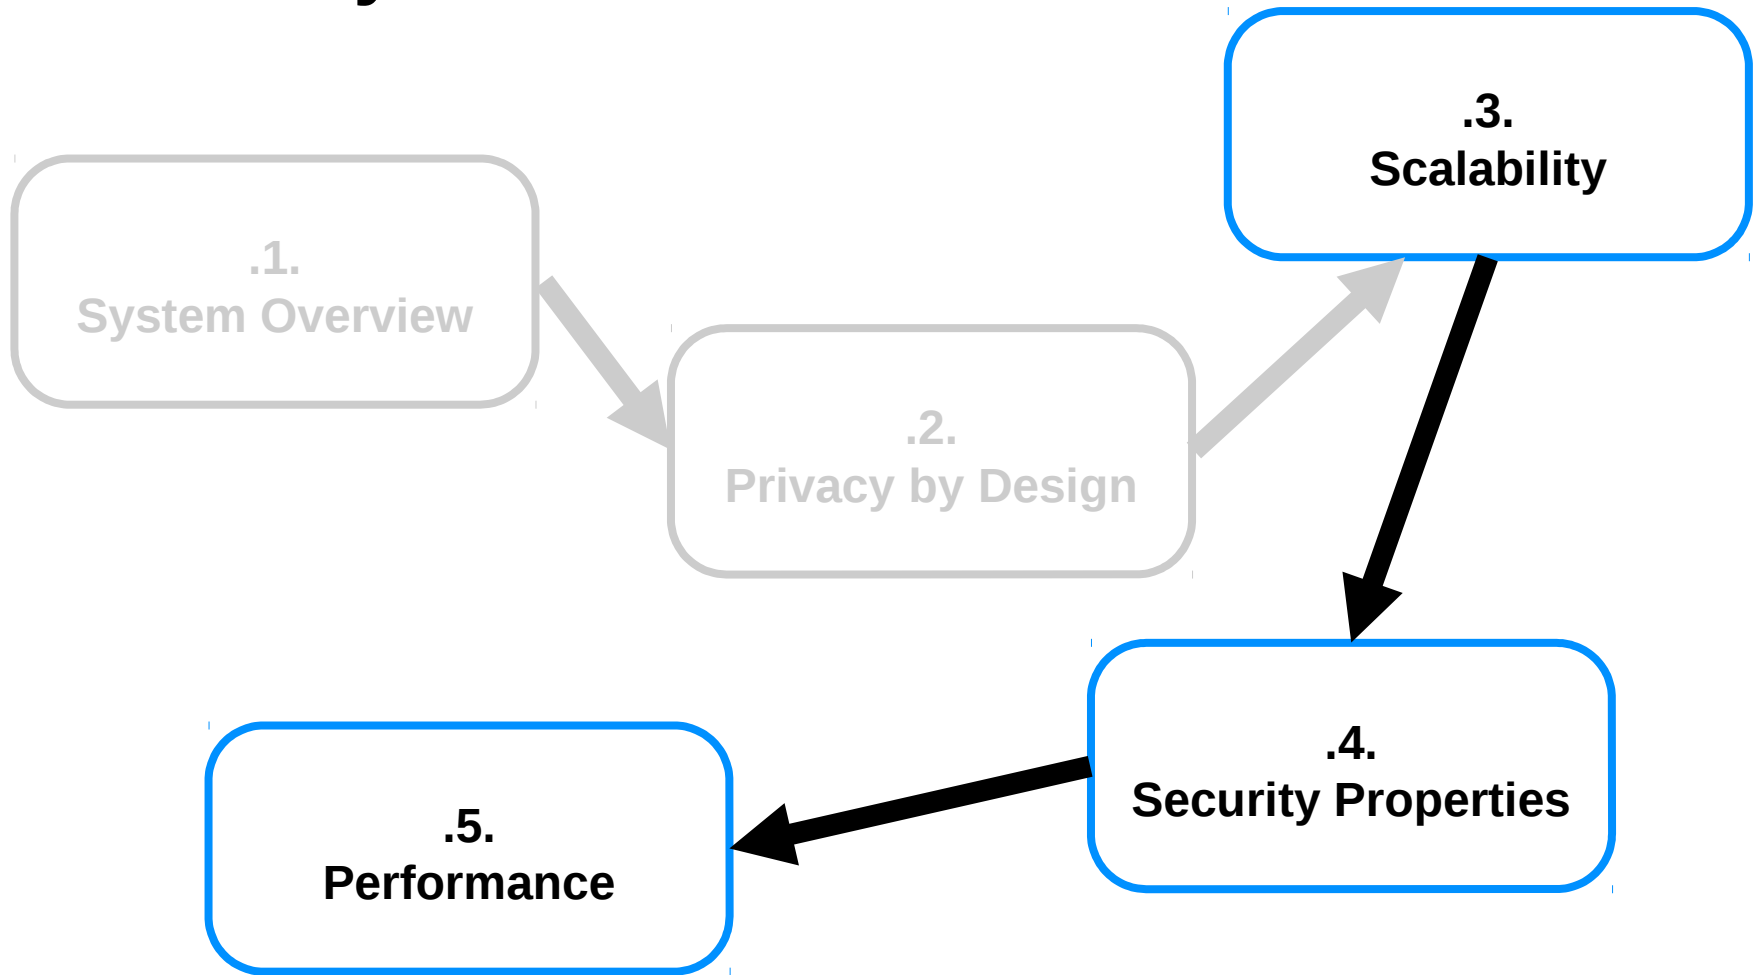 .1.
System Overview
.2.
Privacy by Design
.3.
Scalability
.4.
Security Properties
.5.
Performance